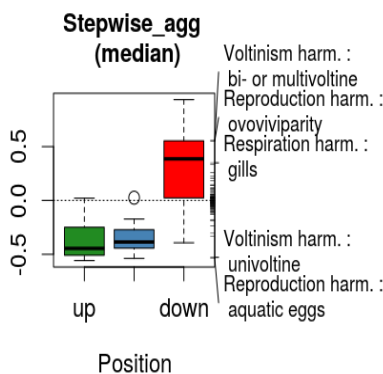 Stepwise_agg
(median)
Voltinism harm. :
bi- or multivoltine
Reproduction harm. :
ovoviviparity
Respiration harm. :
gills
Voltinism harm. :
univoltine
Reproduction harm. :
aquatic eggs
0.5
0.0
-0.5
up
down
Position